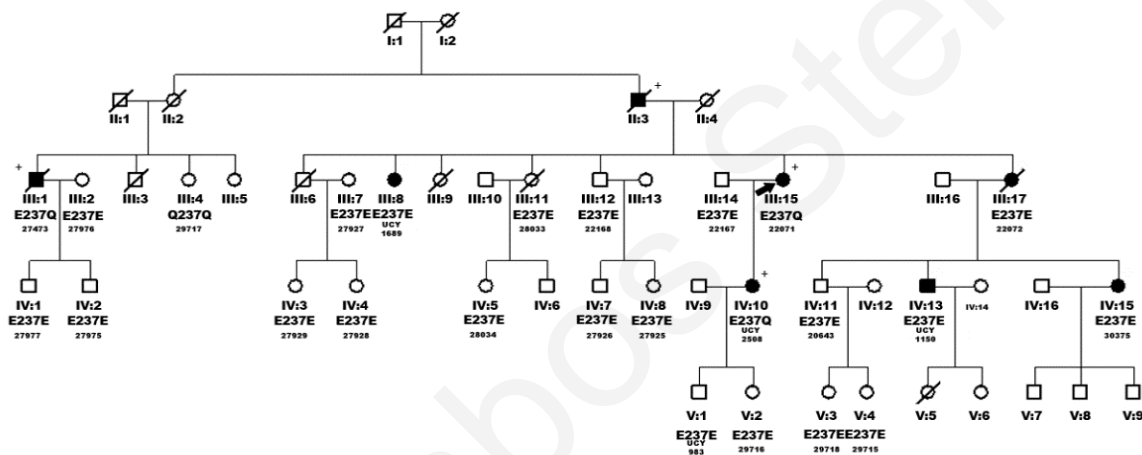 I:1 I:2
+
II:1 II:2 II:3 II:4
+ +
III:1 III:2 III:3 III:4 III:5 III:6 III:7 III:8 III:9 III:10 III:11 III:12 III:13 III:14 III:15 III:16 III:17
E237Q E237E Q237Q E237E E237E E237E E237E E237E E237Q E237E
27473 27976 29717 27927 UCY 28033 22168 22167 22071 22072
1689
+
IV:1 IV:2 IV:3 IV:4 IV:5 IV:6 IV:7 IV:8 IV:9 IV:10 IV:11 IV:12 IV:13 IV:14 IV:16 IV:15
E237E E237E E237E E237E E237E E237E E237E E237Q E237E E237E E237E
27977 27975 27929 27928 28034 27926 27925 UCY 20643 UCY 30375
2508 1150
V:1 V:2 V:3 V:4 V:5 V:6 V:7 V:8 V:9
E237E E237E E237E E237E
UCY 29716 29718 29715
983